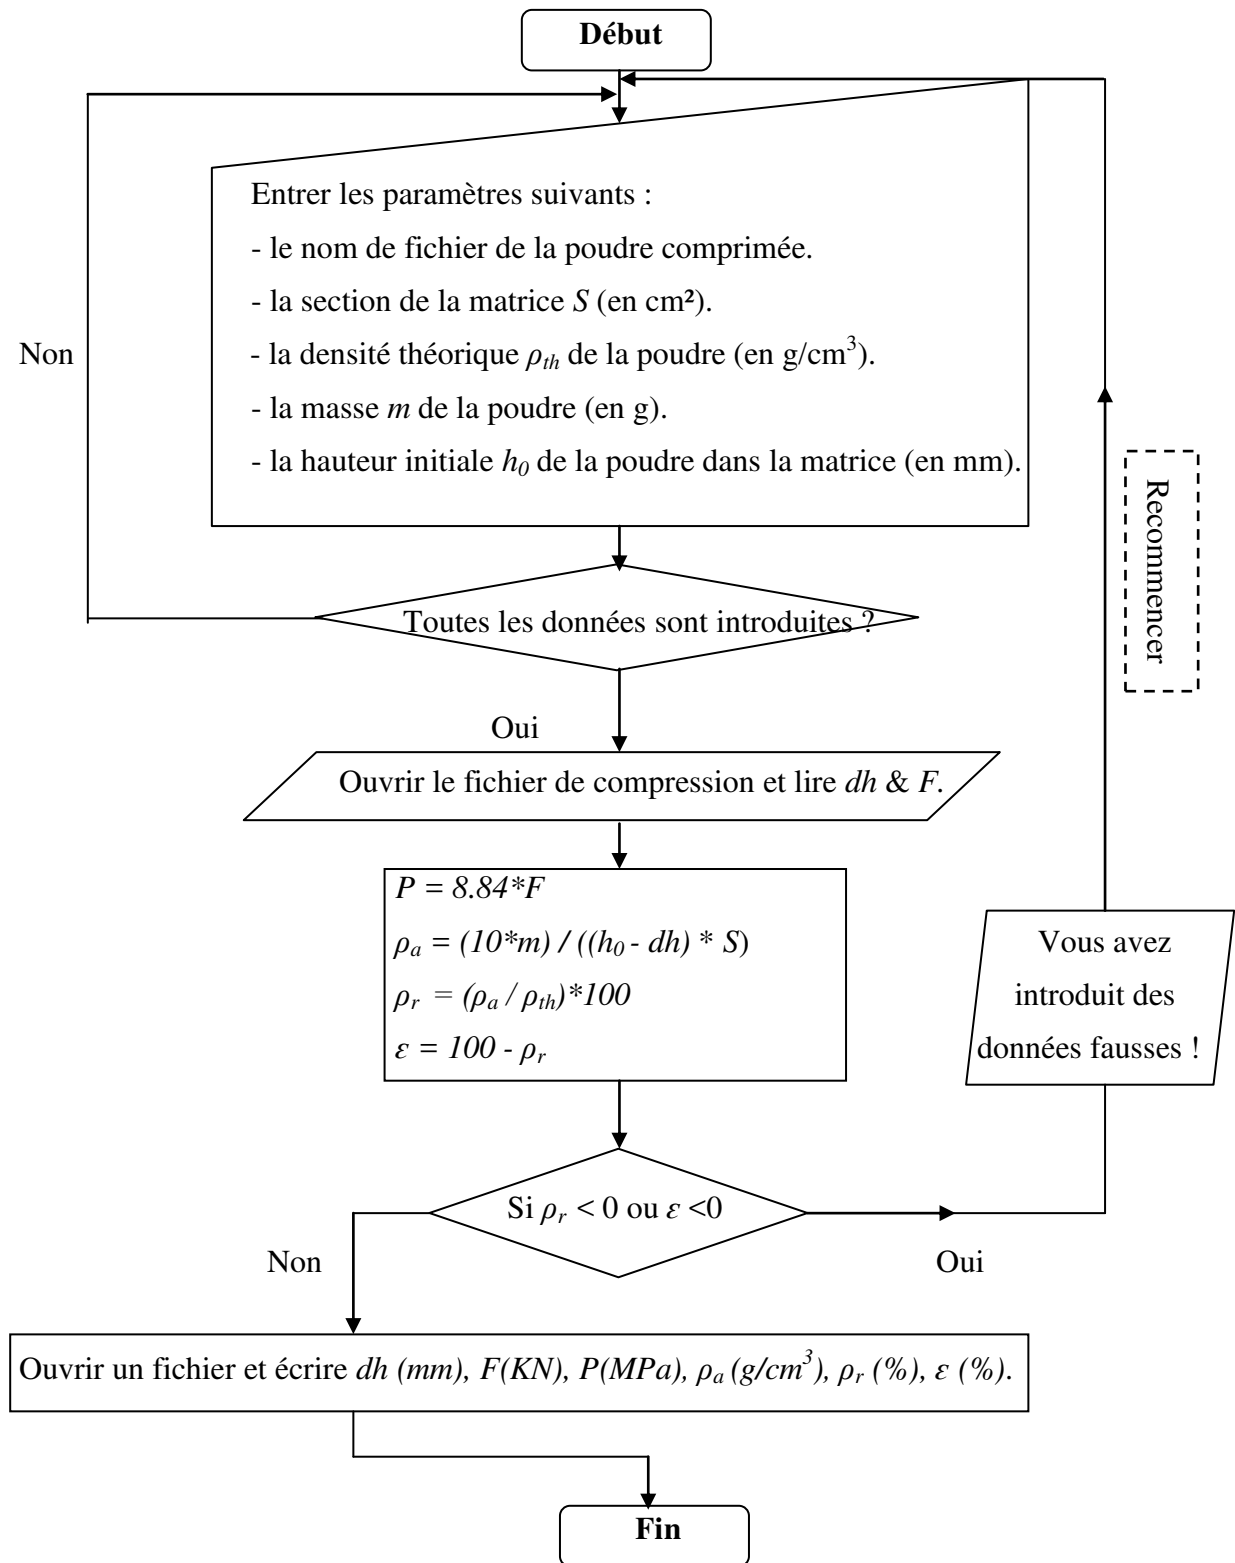 Début
Entrer les paramètres suivants :
- le nom de fichier de la poudre comprimée.
- la section de la matrice S (en cm²).
Non
- la densité théorique ρth de la poudre (en g/cm³).
- la masse m de la poudre (en g).
- la hauteur initiale h0 de la poudre dans la matrice (en mm).
Recommencer
Toutes les données sont introduites ?
Oui
Ouvrir le fichier de compression et lire dh & F.
P = 8.84*F
ρa = (10*m) / ((h0 - dh) * S)
ρr = (ρa / ρth)*100
ε = 100 - ρr
Vous avez
introduit des
données fausses !
Si ρr < 0 ou ε <0
Non
Oui
Ouvrir un fichier et écrire dh (mm), F(KN), P(MPa), ρa (g/cm³), ρr (%), ε (%).
Fin